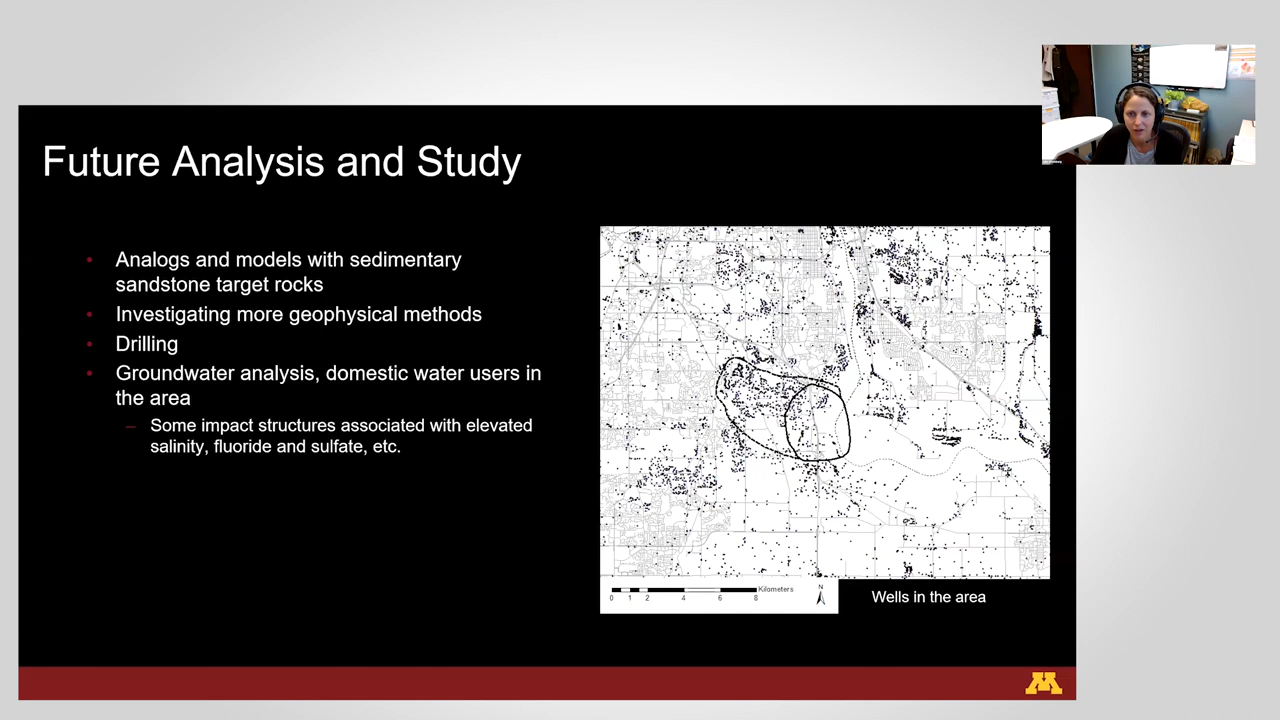 Future Analysis and Study
• Analogs and models with sedimentary
sandstone target rocks
• Investigating more geophysical methods
• Drilling
• Groundwater analysis, domestic water users in
the area
– Some impact structures associated with elevated
salinity, fluoride and sulfate, etc.
Kilometers
0 1 2 4 6 8
N
Wells in the area
M